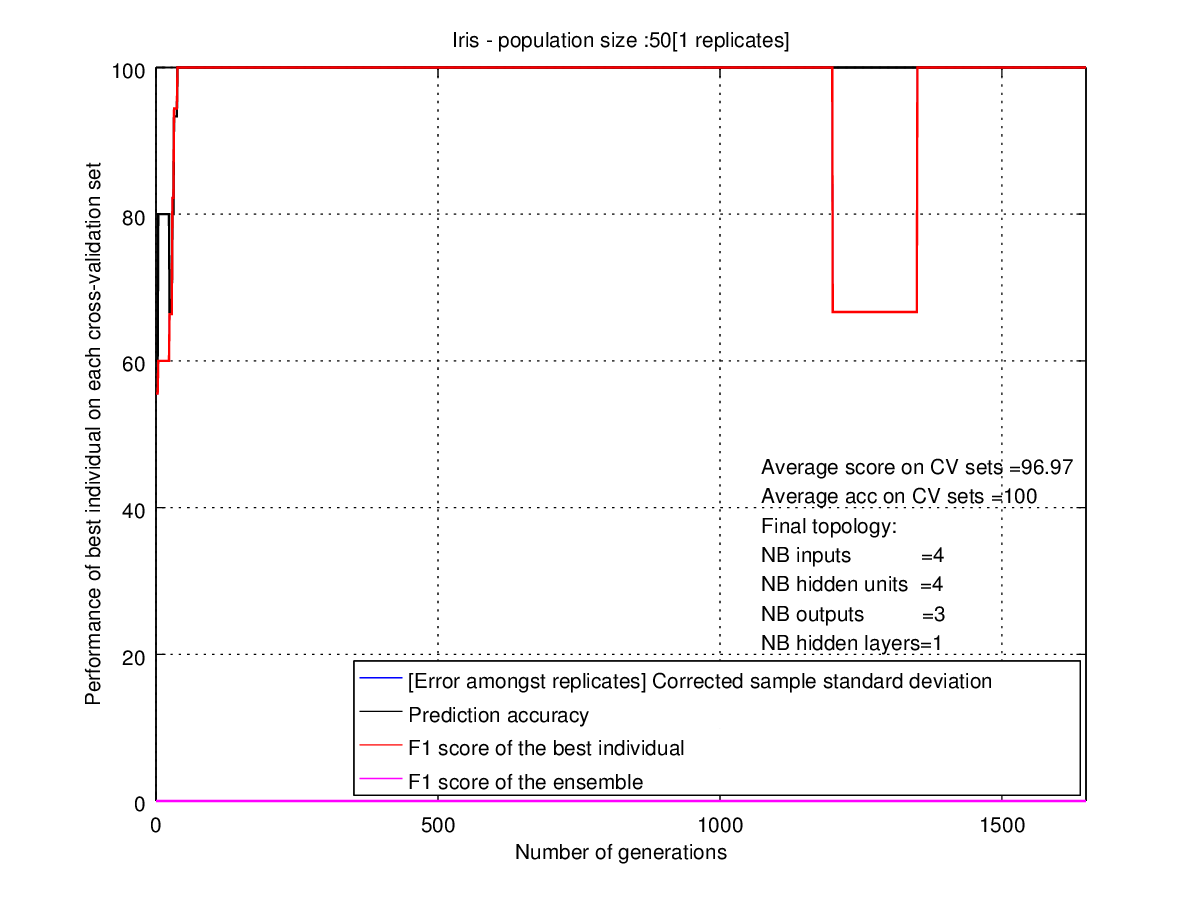 Iris - population size :50[1 replicates]
Performance of best individual on each cross-validation set
100
80
60
40
20
0
Average score on CV sets =96.97
Average acc on CV sets =100
Final topology:
NB inputs =4
NB hidden units =4
NB outputs =3
NB hidden layers=1
[Error amongst replicates] Corrected sample standard deviation
Prediction accuracy
F1 score of the best individual
F1 score of the ensemble
0 500 1000 1500
Number of generations